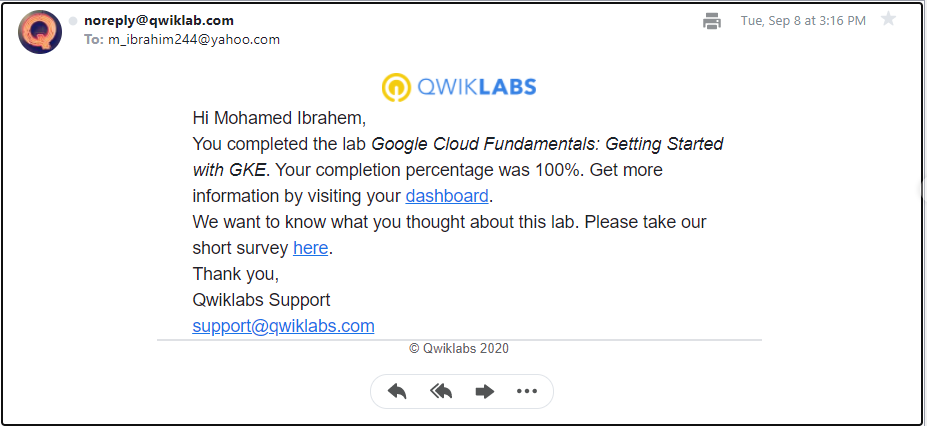 noreply@qwiklab.com
Tue, Sep 8 at 3:16 PM
To: m_ibrahim244@yahoo.com
QWIKLABS
Hi Mohamed Ibrahem,
You completed the lab Google Cloud Fundamentals: Getting Started
with GKE. Your completion percentage was 100%. Get more
information by visiting your dashboard.
We want to know what you thought about this lab. Please take our
short survey here.
Thank you,
Qwiklabs Support
support@qwiklabs.com
© Qwiklabs 2020